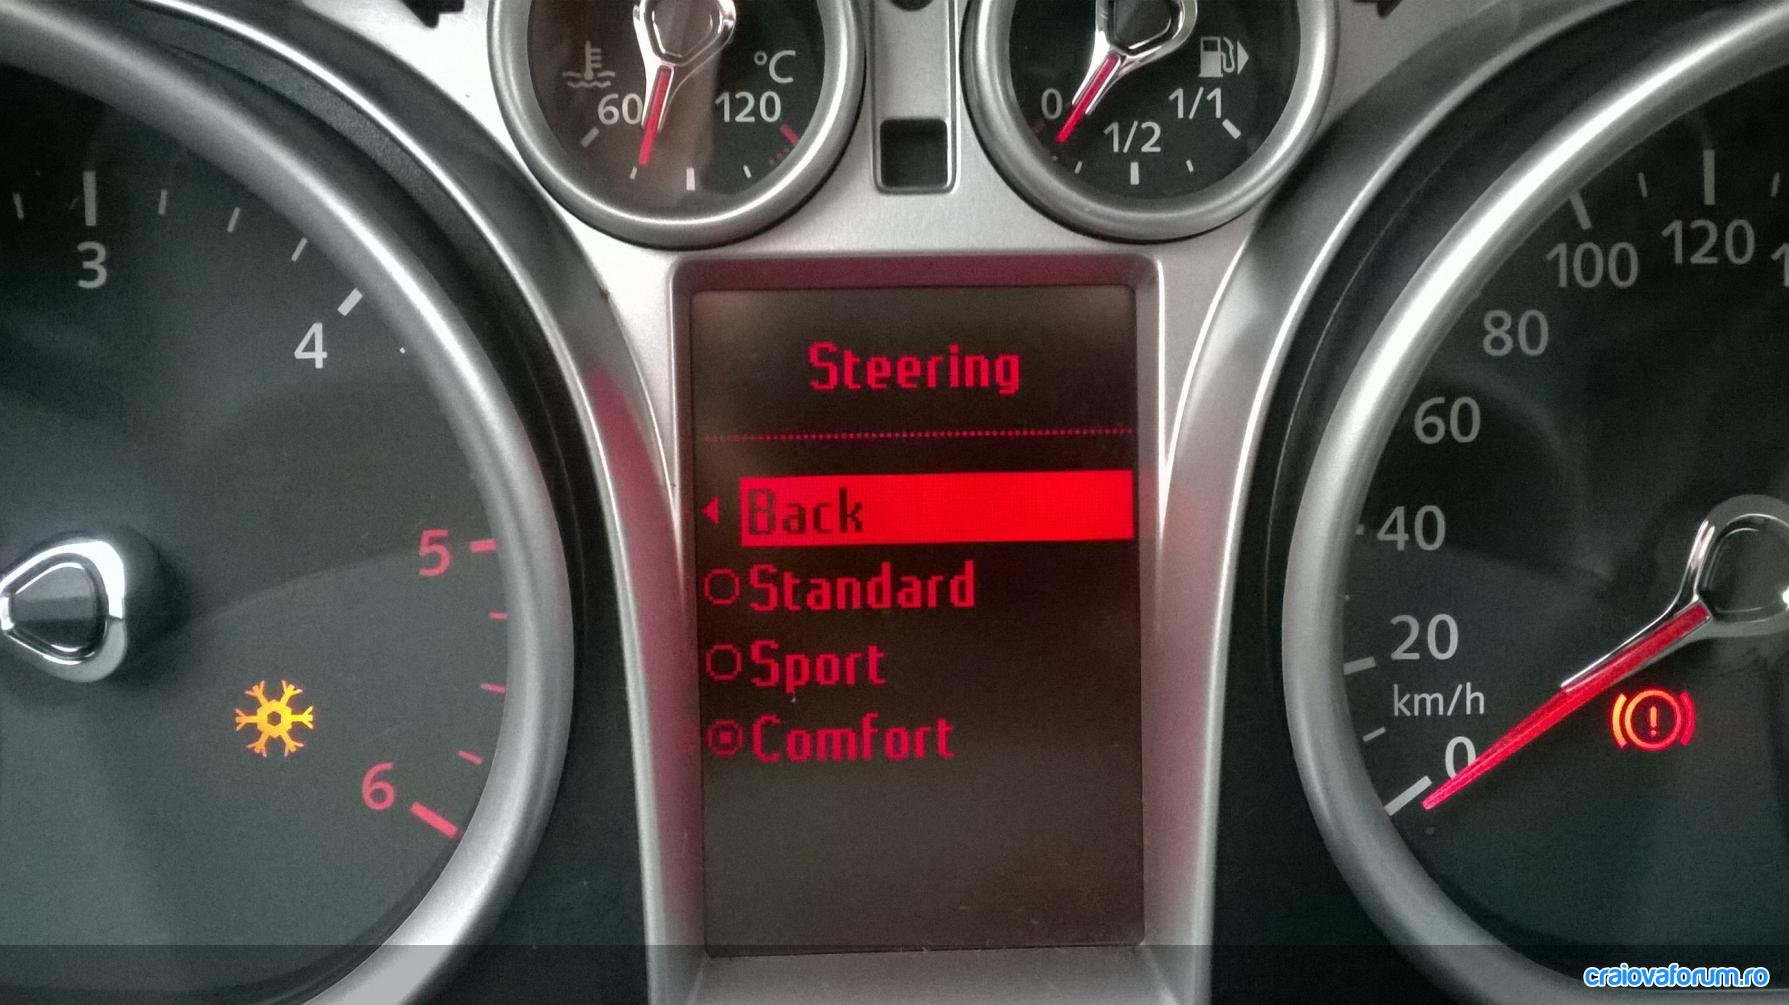 °C
60
120
0
1/2
1/1
3
4
5
6
Steering
Back
Standard
Sport
Comfort
120
100
80
60
40
20
km/h
0
craiovaforum.ro